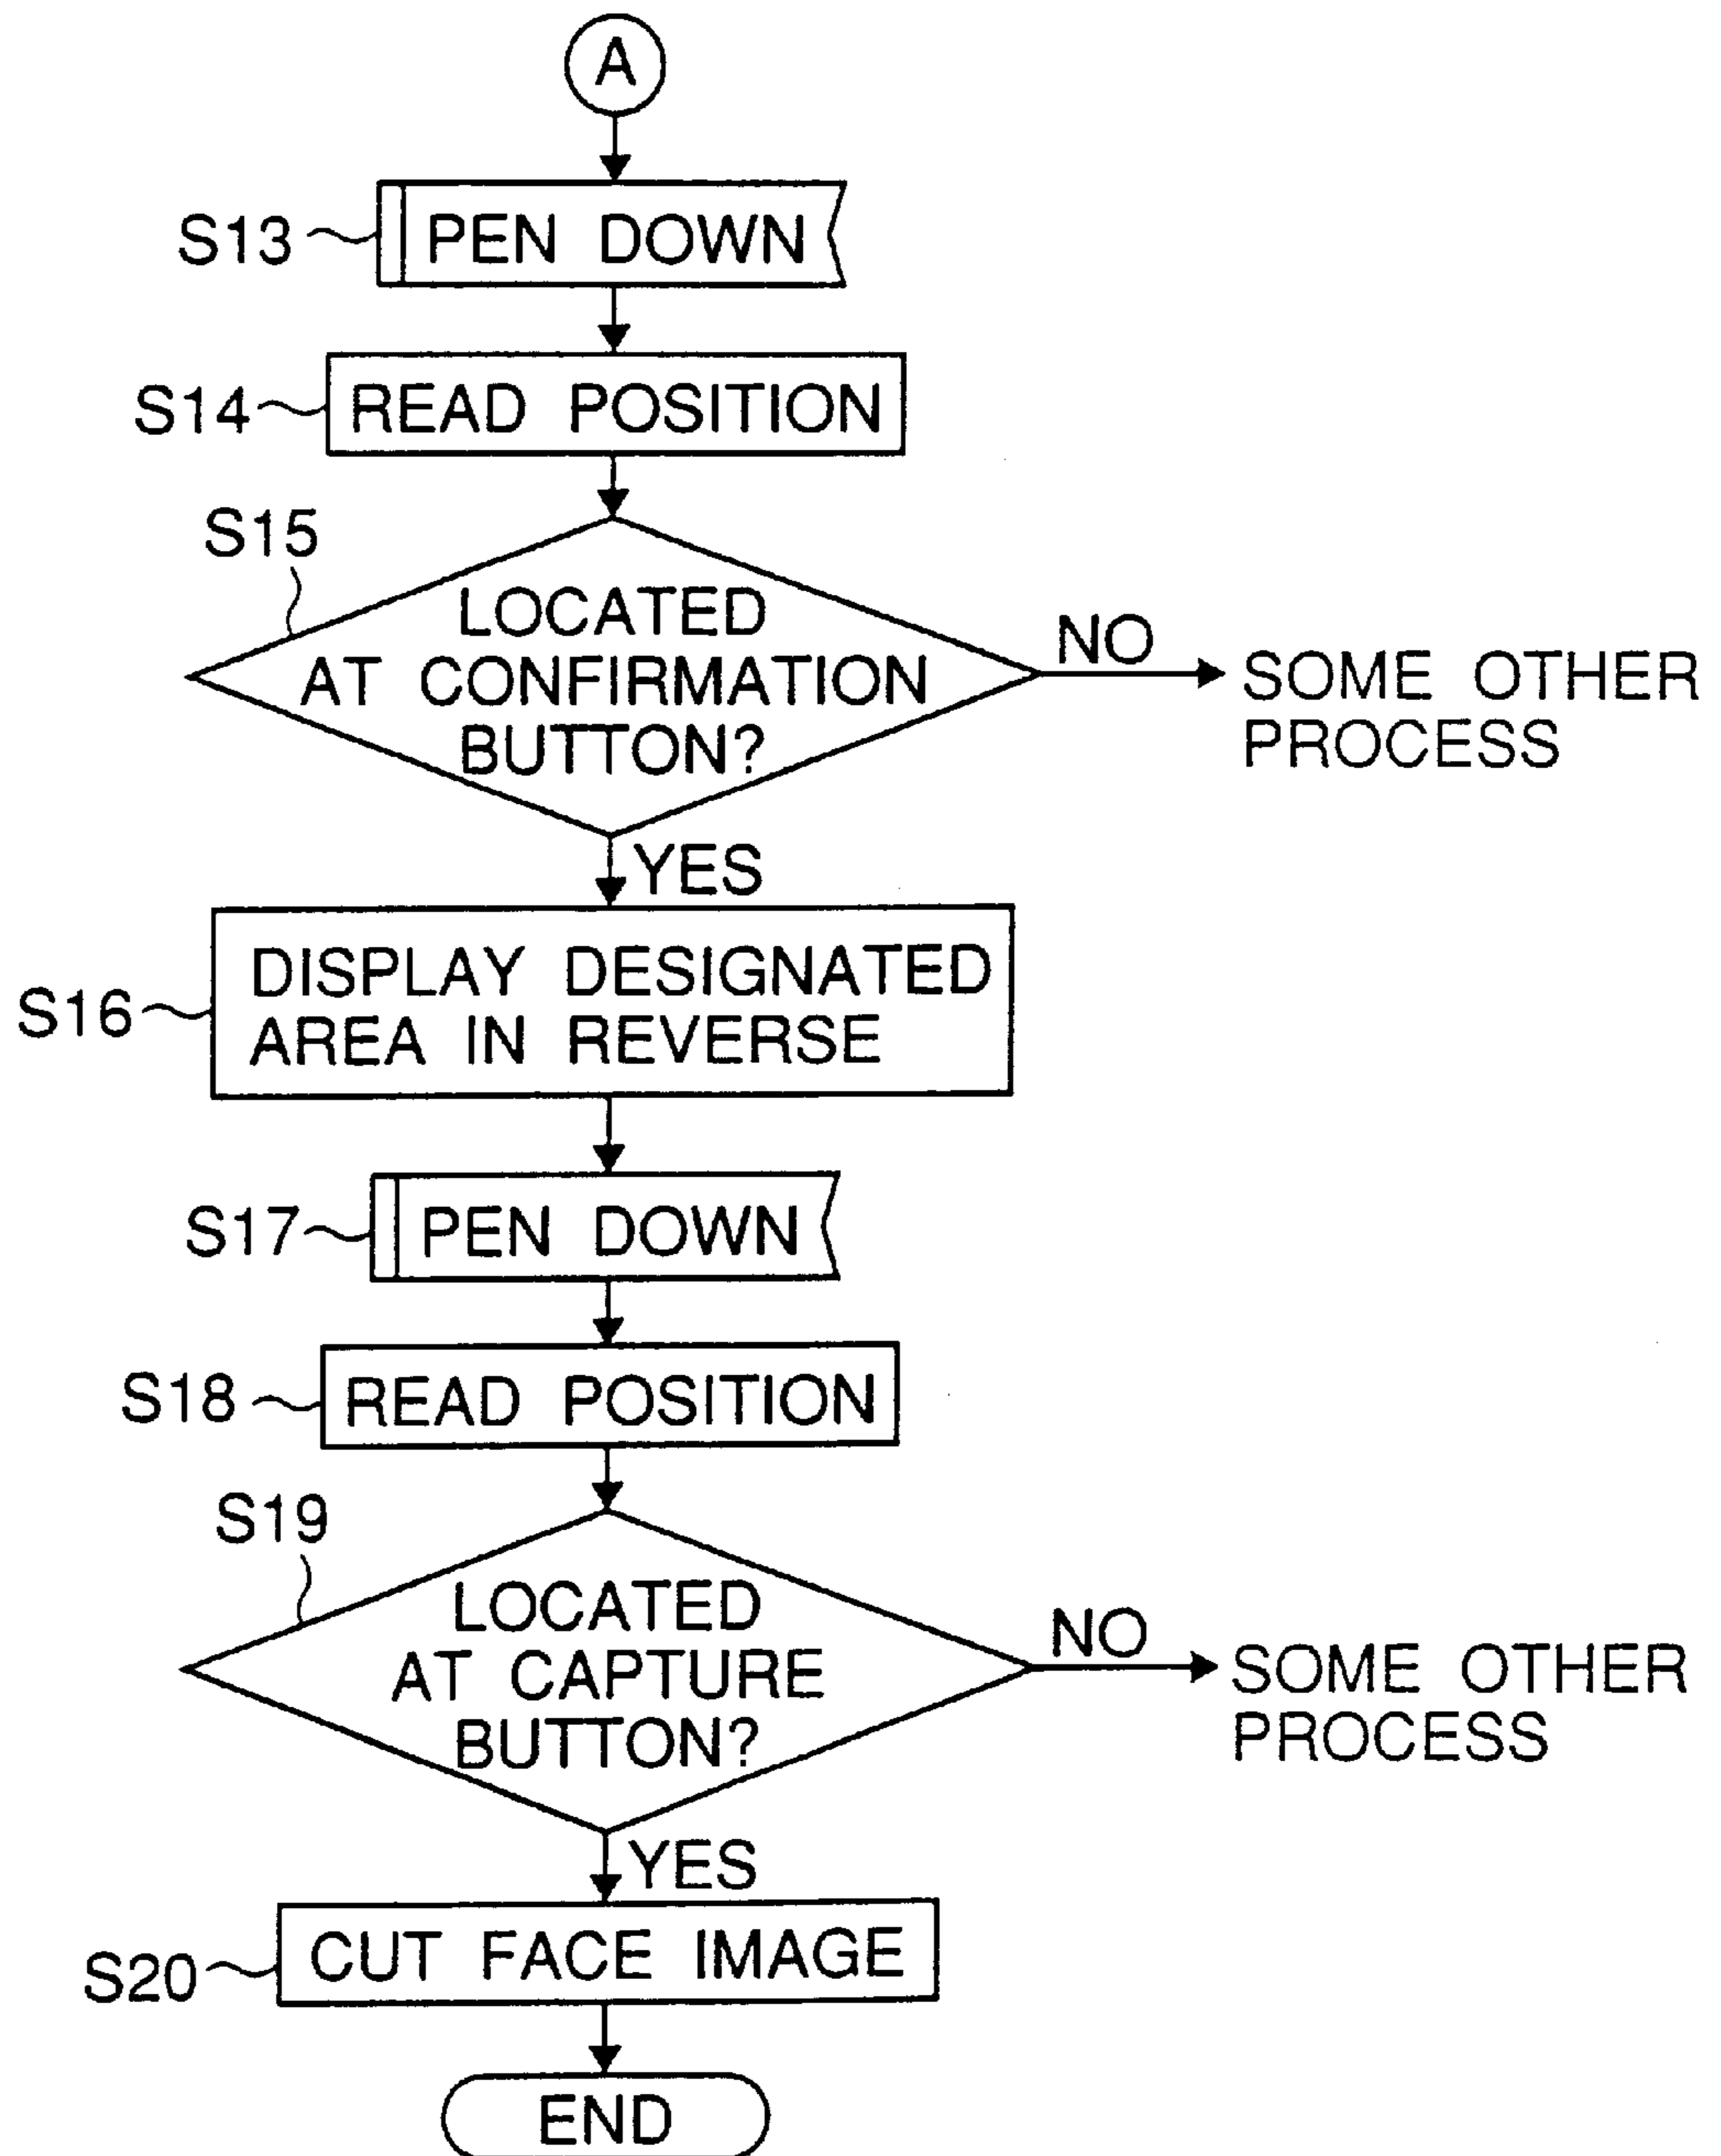 A
S13 PEN DOWN
S14 READ POSITION
S15
LOCATED
AT CONFIRMATION
BUTTON?
NO
SOME OTHER
PROCESS
YES
S16
DISPLAY DESIGNATED
AREA IN REVERSE
S17 PEN DOWN
S18 READ POSITION
S19
LOCATED
AT CAPTURE
BUTTON?
NO
SOME OTHER
PROCESS
YES
S20 CUT FACE IMAGE
END